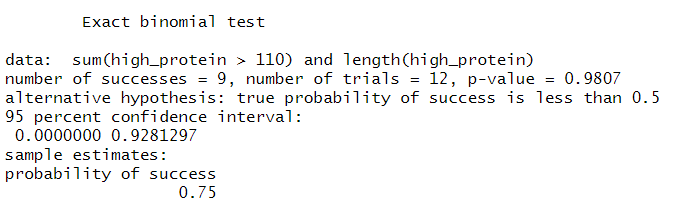 Exact binomial test
data:  sum(high_protein > 110) and length(high_protein)
number of successes = 9, number of trials = 12, p-value = 0.9807
alternative hypothesis: true probability of success is less than 0.5
95 percent confidence interval:
 0.0000000 0.9281297
sample estimates:
probability of success
                  0.75